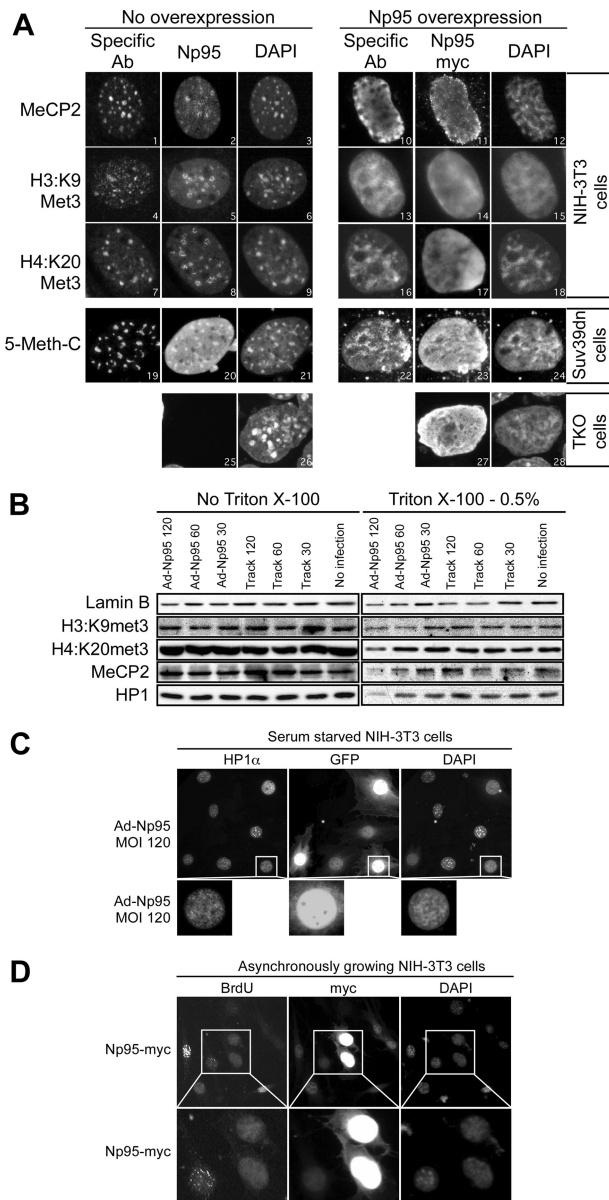 A
No overexpression
Np95 overexpression
Specific Ab
Np95
DAPI
Specific Ab
Np95 myc
DAPI
MeCP2
1
2
3
10
11
12
H3:K9 Met3
4
5
6
13
14
15
H4:K20 Met3
7
8
9
16
17
18
NIH-3T3 cells
5-Meth-C
19
20
21
22
23
24
Suv39dn cells
25
26
27
28
TKO cells
B
No Triton X-100
Triton X-100 - 0.5%
Ad-Np95 120
Ad-Np95 60
Ad-Np95 30
Track 120
Track 60
Track 30
No infection
Ad-Np95 120
Ad-Np95 60
Ad-Np95 30
Track 120
Track 60
Track 30
No infection
Lamin B
H3:K9met3
H4:K20met3
MeCP2
HP1
C
Serum starved NIH-3T3 cells
HP1α
GFP
DAPI
Ad-Np95
MOI 120
Ad-Np95
MOI 120
D
Asynchronously growing NIH-3T3 cells
BrdU
myc
DAPI
Np95-myc
Np95-myc